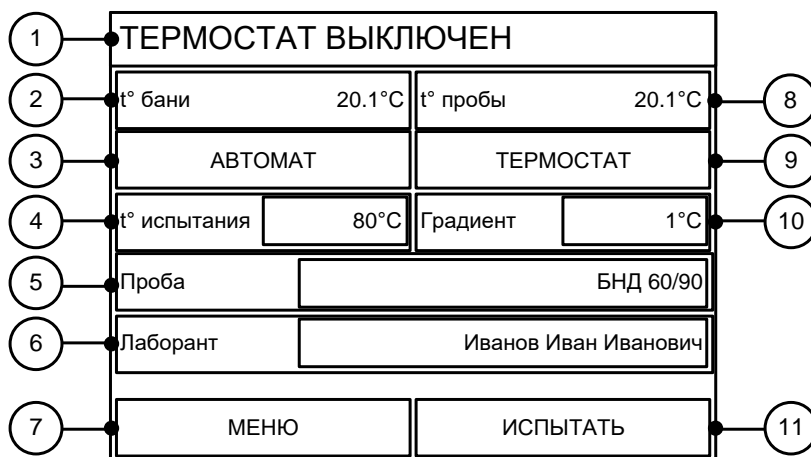 1 ТЕРМОСТАТ ВЫКЛЮЧЕН
2 t° бани 20.1°C t° пробы 20.1°C 8
3 АВТОМАТ ТЕРМОСТАТ 9
4 t° испытания 80°C Градиент 1°C 10
5 Проба БНД 60/90
6 Лаборант Иванов Иван Иванович
7 МЕНЮ ИСПЫТАТЬ 11